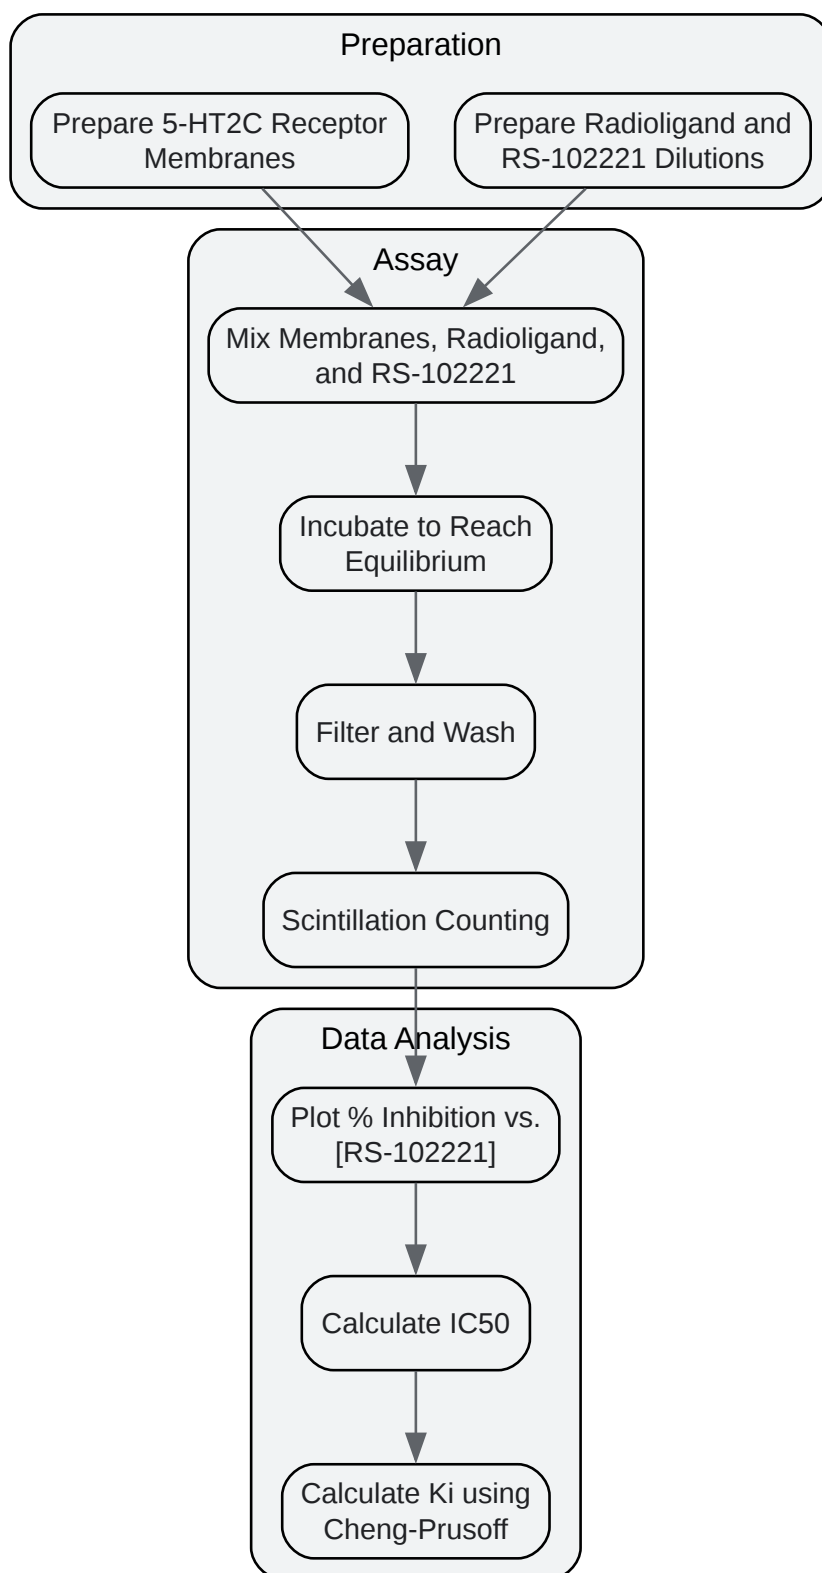 Preparation
Prepare 5-HT2C Receptor
Membranes
Prepare Radioligand and
RS-102221 Dilutions
Assay
Mix Membranes, Radioligand,
and RS-102221
Incubate to Reach
Equilibrium
Filter and Wash
Scintillation Counting
Data Analysis
Plot % Inhibition vs.
[RS-102221]
Calculate IC50
Calculate Ki using
Cheng-Prusoff